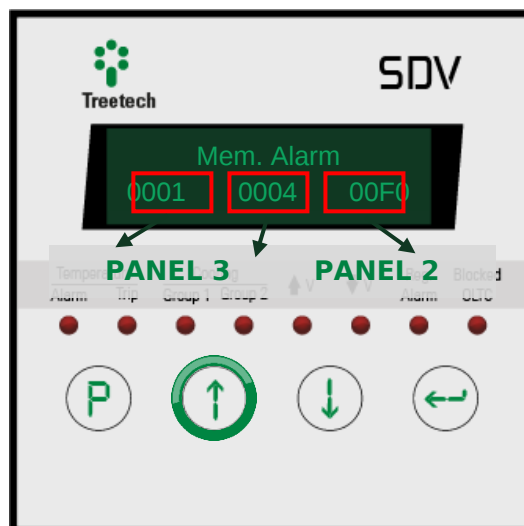 Treetech
SDV
Mem. Alarm
0001 0004 00F0
PANEL 3 PANEL 2
Group 1 Group 2 Blocked
Alarm Trip Alarm OLTC
P